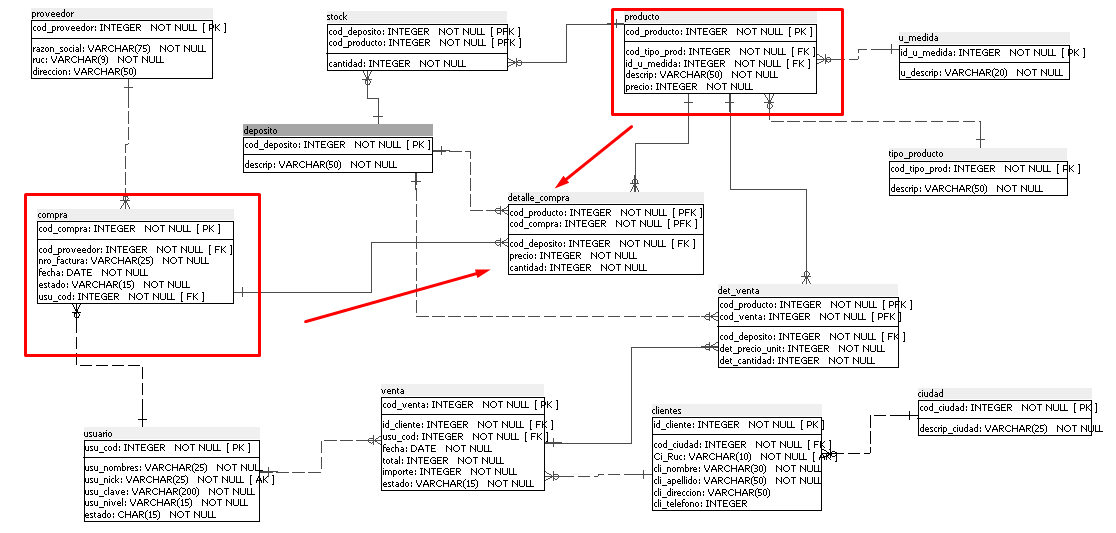 proveedor
cod_proveedor: INTEGER NOT NULL [ PK ]
razon_social: VARCHAR(75) NOT NULL
ruc: VARCHAR(9) NOT NULL
direccion: VARCHAR(50)
stock
cod_deposito: INTEGER NOT NULL [ PFK ]
cod_producto: INTEGER NOT NULL [ PFK ]
cantidad: INTEGER NOT NULL
producto
cod_producto: INTEGER NOT NULL [ PK ]
cod_tipo_prod: INTEGER NOT NULL [ FK ]
id_u_medida: INTEGER NOT NULL [ FK ]
descrip: VARCHAR(50) NOT NULL
precio: INTEGER NOT NULL
u_medida
id_u_medida: INTEGER NOT NULL [ PK ]
u_descrip: VARCHAR(20) NOT NULL
deposito
cod_deposito: INTEGER NOT NULL [ PK ]
descrip: VARCHAR(50) NOT NULL
tipo_producto
cod_tipo_prod: INTEGER NOT NULL [ PK ]
descrip: VARCHAR(50) NOT NULL
detalle_compra
cod_producto: INTEGER NOT NULL [ PFK ]
cod_compra: INTEGER NOT NULL [ PFK ]
cod_deposito: INTEGER NOT NULL [ FK ]
precio: INTEGER NOT NULL
cantidad: INTEGER NOT NULL
compra
cod_compra: INTEGER NOT NULL [ PK ]
cod_proveedor: INTEGER NOT NULL [ FK ]
nro_factura: VARCHAR(25) NOT NULL
fecha: DATE NOT NULL
estado: VARCHAR(15) NOT NULL
usu_cod: INTEGER NOT NULL [ FK ]
det_venta
cod_producto: INTEGER NOT NULL [ PFK ]
cod_venta: INTEGER NOT NULL [ PFK ]
cod_deposito: INTEGER NOT NULL [ FK ]
det_precio_unit: INTEGER NOT NULL
det_cantidad: INTEGER NOT NULL
venta
cod_venta: INTEGER NOT NULL [ PK ]
id_cliente: INTEGER NOT NULL [ FK ]
usu_cod: INTEGER NOT NULL [ FK ]
fecha: DATE NOT NULL
total: INTEGER NOT NULL
importe: INTEGER NOT NULL
estado: VARCHAR(15) NOT NULL
clientes
id_cliente: INTEGER NOT NULL [ PK ]
cod_ciudad: INTEGER NOT NULL [ FK ]
Ci_Ruc: VARCHAR(10) NOT NULL [ AK ]
cli_nombre: VARCHAR(30) NOT NULL
cli_apellido: VARCHAR(50) NOT NULL
cli_direccion: VARCHAR(50)
cli_telefono: INTEGER
ciudad
cod_ciudad: INTEGER NOT NULL [ PK ]
descrip_ciudad: VARCHAR(25) NOT NULL
usuario
usu_cod: INTEGER NOT NULL [ PK ]
usu_nombres: VARCHAR(25) NOT NULL
usu_nick: VARCHAR(25) NOT NULL [ AK ]
usu_clave: VARCHAR(200) NOT NULL
usu_nivel: VARCHAR(15) NOT NULL
estado: CHAR(15) NOT NULL